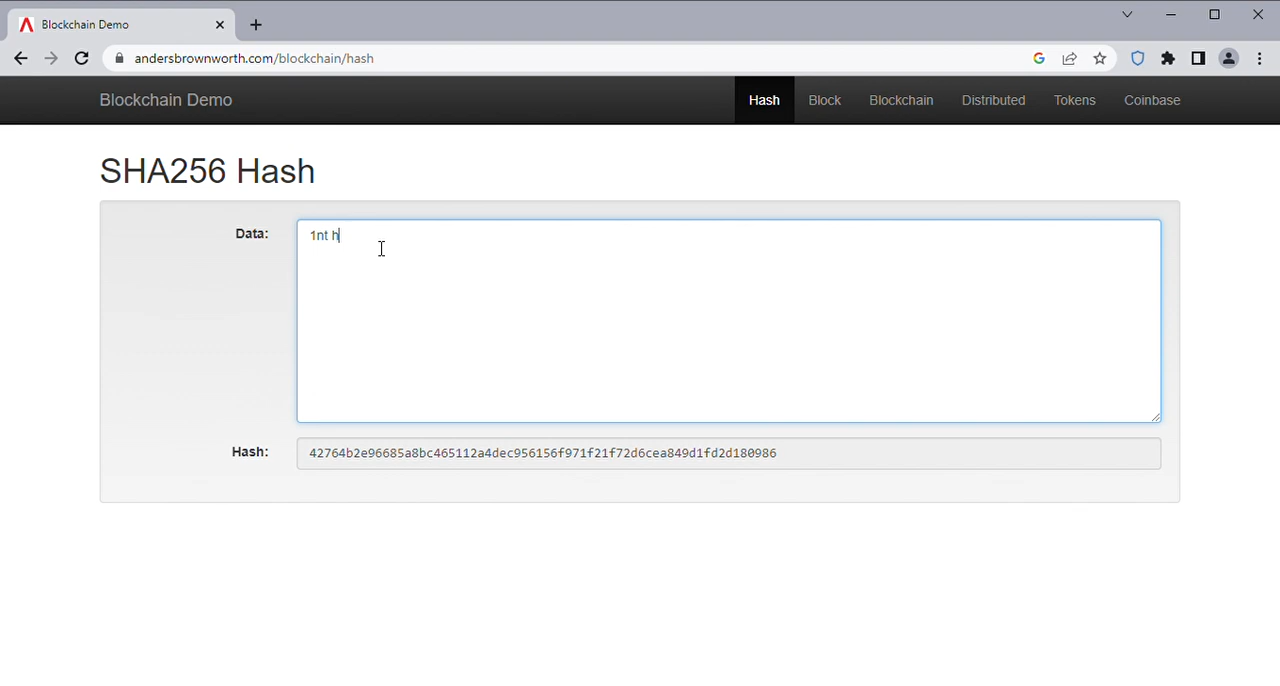 Blockchain Demo
andersbrownworth.com/blockchain/hash
Blockchain Demo Hash Block Blockchain Distributed Tokens Coinbase
SHA256 Hash
Data: 1nt h
Hash: 42764b2e96685a8bc465112a4dec956156f971f21f72d6cea849d1fd2d180986